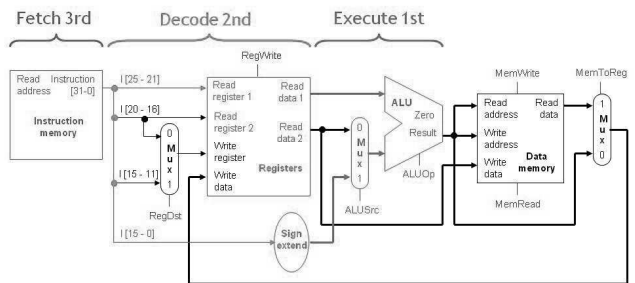 Fetch 3rd
Decode 2nd
Execute 1st
RegWrite
MemWrite
MemToReg
Read address
Instruction [31-0]
Instruction memory
I [25 - 21]
I [20 - 16]
I [15 - 11]
I [15 - 0]
0
M
u
x
1
RegDst
Read register 1
Read data 1
Read register 2
Read data 2
Write register
Write data
Registers
Sign extend
0
M
u
x
1
ALUSrc
ALU
Zero
Result
ALUOp
Read address
Read data
Write address
Write data
Data memory
MemRead
1
M
u
x
0